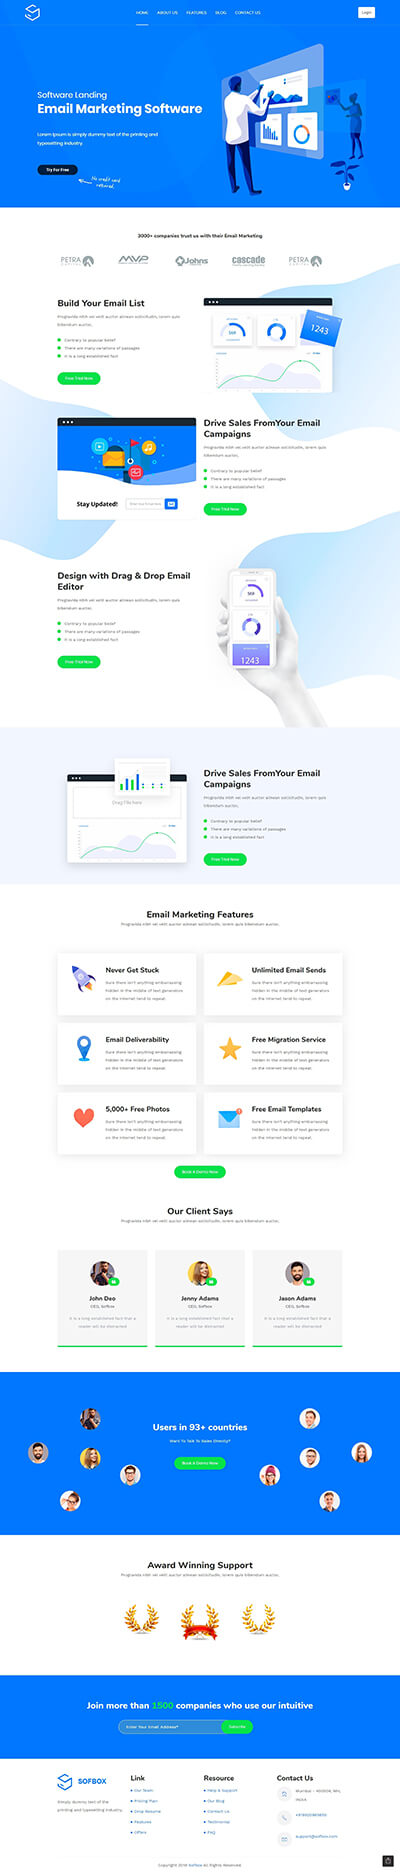 HOME ABOUT US FEATURES BLOG CONTACT US Login
Software Landing
Email Marketing Software
Lorem Ipsum is simply dummy text of the printing and
typesetting industry.
Try For Free
No credit card
required.
3000+ companies trust us with their Email Marketing
PETRA MVP Johns cascade PETRA
Build Your Email List
Prograivida nibh vel velit auctor alinean sollicitudin, lorem quis
bibendum auctor,
Contrary to popular belief
There are many variations of passages
It is a long established fact
Free Trial Now
569
1243
Drive Sales FromYour Email
Campaigns
Prograivida nibh vel velit auctor alinean sollicitudin, lorem quis
bibendum auctor,
Contrary to popular belief
There are many variations of passages
It is a long established fact
Free Trial Now
Stay Updated!
Design with Drag & Drop Email
Editor
Prograivida nibh vel velit auctor alinean sollicitudin, lorem quis
bibendum auctor,
Contrary to popular belief
There are many variations of passages
It is a long established fact
Free Trial Now
569
1243
Drag File here
Drive Sales FromYour Email
Campaigns
Prograivida nibh vel velit auctor alinean sollicitudin, lorem quis
bibendum auctor,
Contrary to popular belief
There are many variations of passages
It is a long established fact
Free Trial Now
Email Marketing Features
Prograivida nibh vel velit auctor alinean sollicitudin, lorem quis bibendum auctor,
Never Get Stuck
Sure there isn't anything embarrassing
hidden in the middle of text generators
on the Internet tend to repeat.
Unlimited Email Sends
Sure there isn't anything embarrassing
hidden in the middle of text generators
on the Internet tend to repeat.
Email Deliverability
Sure there isn't anything embarrassing
hidden in the middle of text generators
on the Internet tend to repeat.
Free Migration Service
Sure there isn't anything embarrassing
hidden in the middle of text generators
on the Internet tend to repeat.
5,000+ Free Photos
Sure there isn't anything embarrassing
hidden in the middle of text generators
on the Internet tend to repeat.
Free Email Templates
Sure there isn't anything embarrassing
hidden in the middle of text generators
on the Internet tend to repeat.
Book A Demo Now
Our Client Says
Prograivida nibh vel velit auctor alinean sollicitudin, lorem quis bibendum auctor,
John Deo
CEO, Sofbox
It is a long established fact that a
reader will be distracted
Jenny Adams
CEO, Sofbox
It is a long established fact that a
reader will be distracted
Jason Adams
CEO, Sofbox
It is a long established fact that a
reader will be distracted
Users in 93+ countries
Want To Talk To Sales Directly?
Book A Demo Now
Award Winning Support
Prograivida nibh vel velit auctor alinean sollicitudin, lorem quis bibendum auctor,
Join more than 1500 companies who use our intuitive
Enter Your Email Address*
Subscribe
SOFBOX
Simply dummy text of the
printing and typesetting industry.
Link
Our Team
Pricing Plan
Drop Resume
Features
Offers
Resource
Help & Support
Our Blog
Contact Us
Testimonial
FAQ
Contact Us
INDIA
support@sofbox.com
Copyright 2018 Sofbox All Rights Reserved.